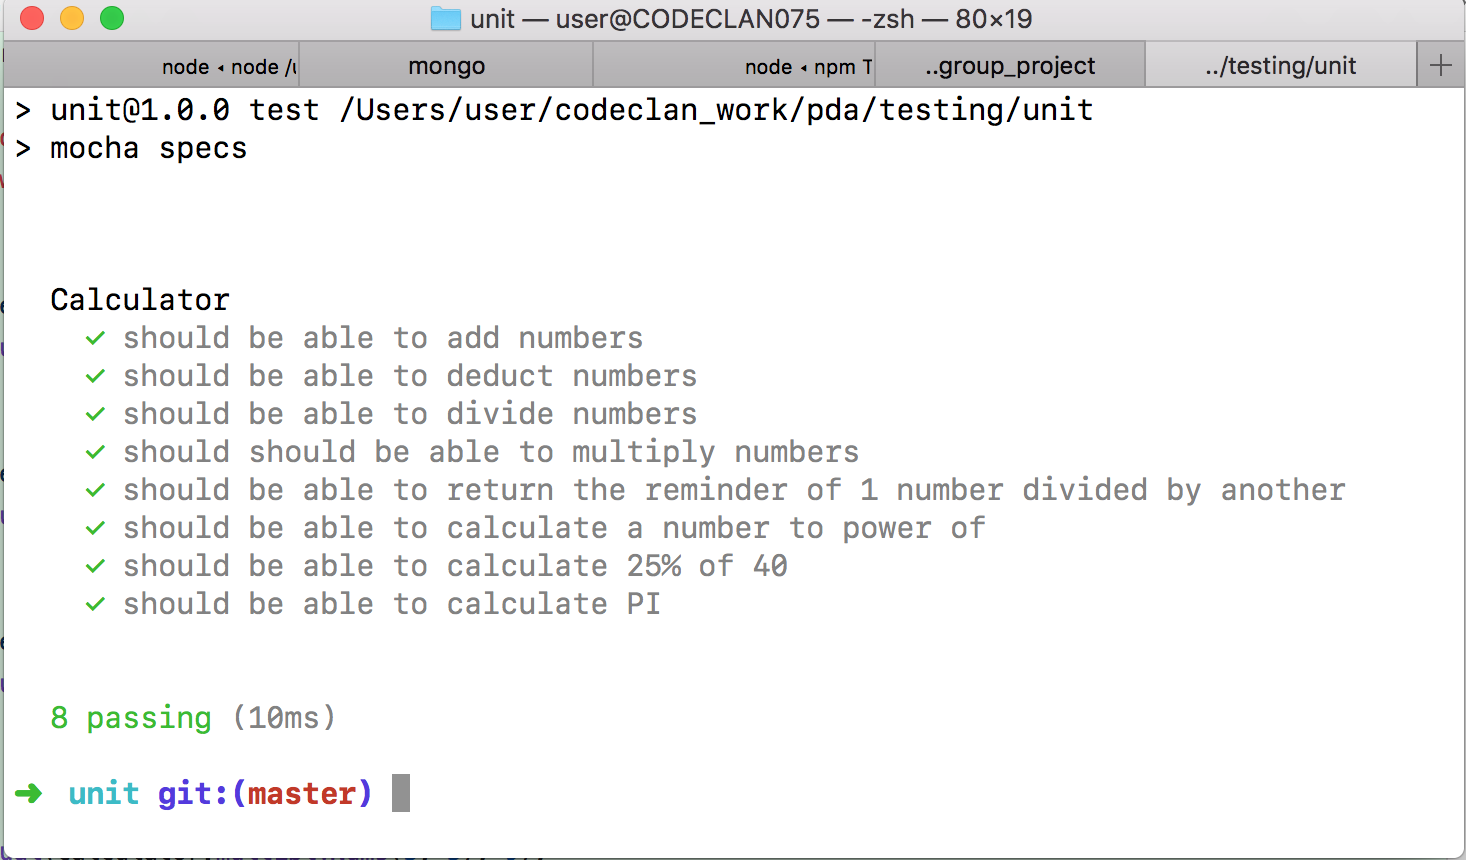 unit — user@CODECLAN075 — -zsh — 80×19
node ◂ node /u mongo node ◂ npm T ..group_project ../testing/unit +
> unit@1.0.0 test /Users/user/codeclan_work/pda/testing/unit
> mocha specs
Calculator
✓ should be able to add numbers
✓ should be able to deduct numbers
✓ should be able to divide numbers
✓ should should be able to multiply numbers
✓ should be able to return the reminder of 1 number divided by another
✓ should be able to calculate a number to power of
✓ should be able to calculate 25% of 40
✓ should be able to calculate PI
8 passing (10ms)
➜ unit git:(master)